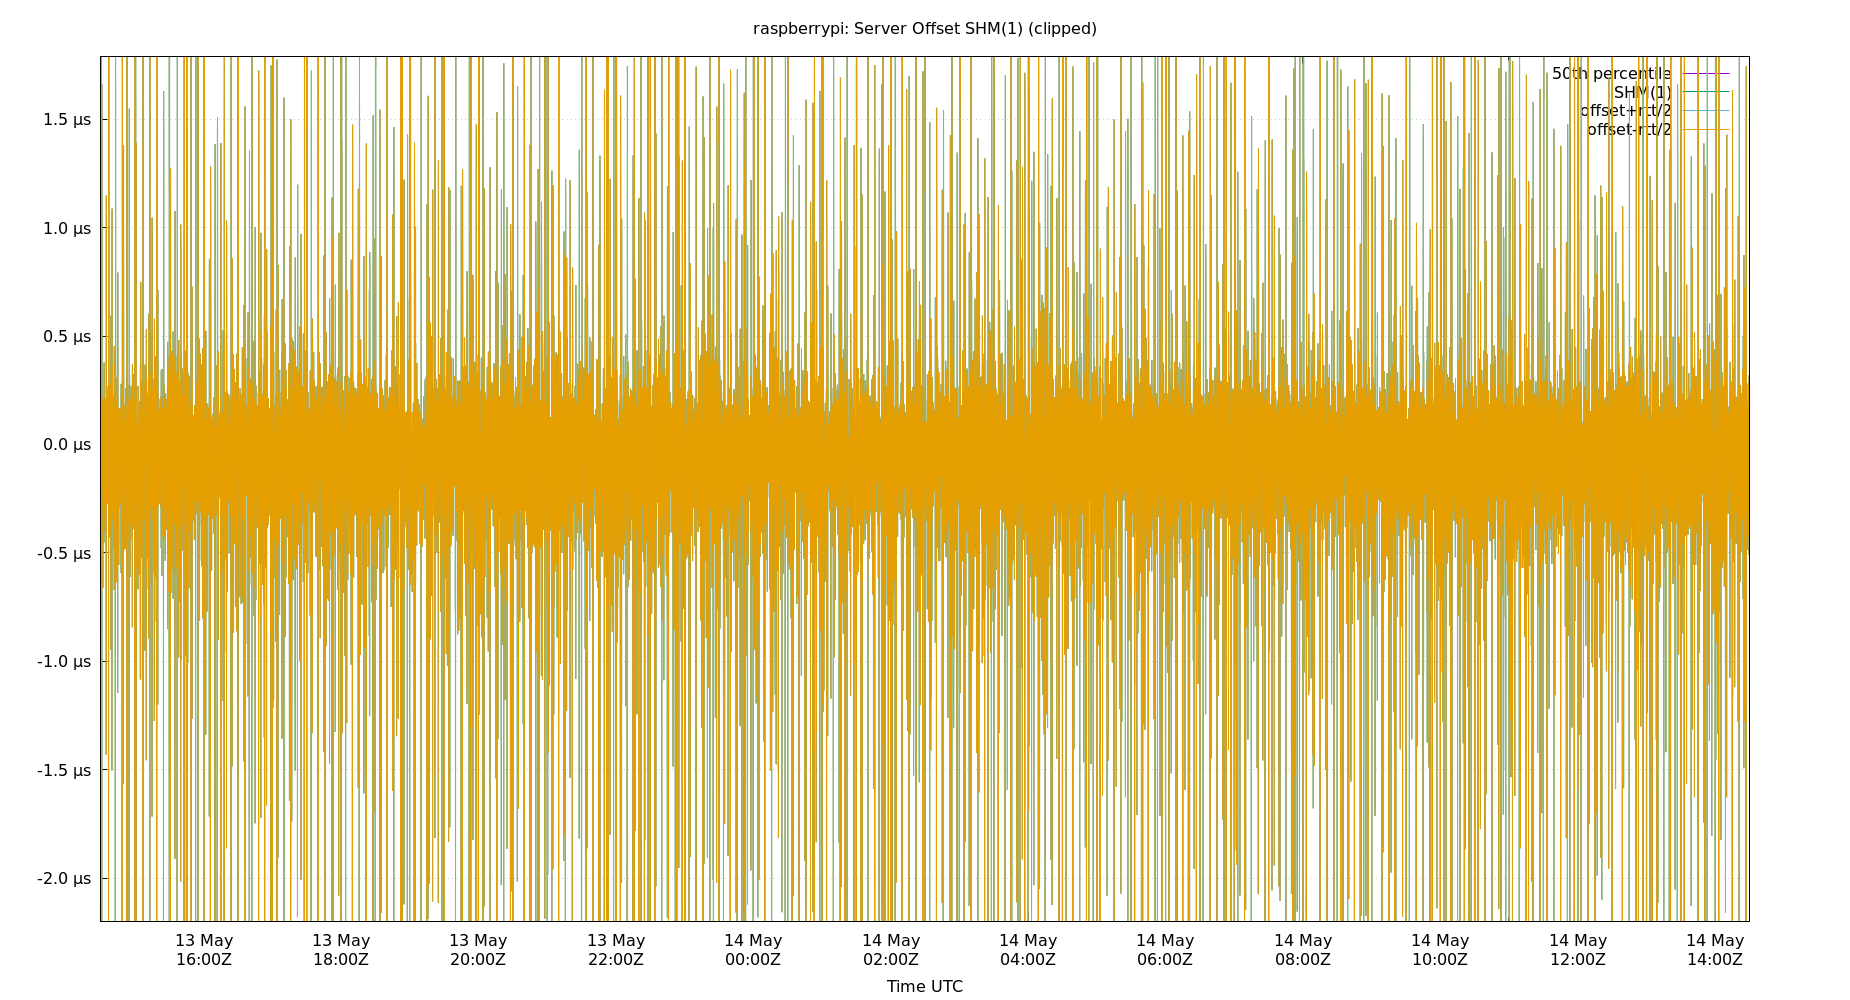 raspberrypi: Server Offset SHM(1) (clipped)
50th percentile
SHM(1)
offset+rtt/2
offset-rtt/2
1.5 µs
1.0 µs
0.5 µs
0.0 µs
-0.5 µs
-1.0 µs
-1.5 µs
-2.0 µs
13 May 13 May 13 May 13 May 14 May 14 May 14 May 14 May 14 May 14 May 14 May 14 May
16:00Z 18:00Z 20:00Z 22:00Z 00:00Z 02:00Z 04:00Z 06:00Z 08:00Z 10:00Z 12:00Z 14:00Z
Time UTC